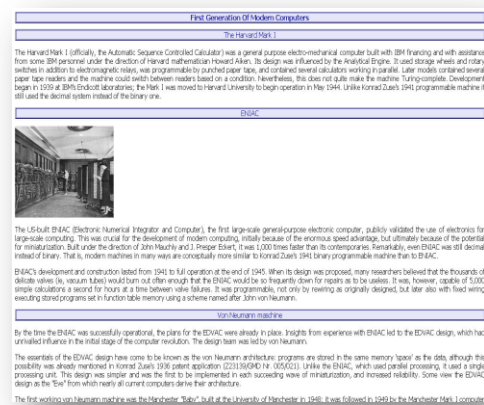 First Generation Of Modern Computers
The Harvard Mark I
The Harvard Mark I (officially, the Automatic Sequence Controlled Calculator) was a general purpose electro-mechanical computer built with IBM financing and with assistance
from some IBM personnel under the direction of Harvard mathematician Howard Aiken. Its design was influenced by the Analytical Engine. It used storage wheels and rotary
switches in addition to electromagnetic relays, was programmable by punched paper tape, and contained several calculators working in parallel. Later models contained several
paper tape readers and the machine could switch between readers based on a condition. Nevertheless, this does not quite make the machine Turing-complete. Development
began in 1939 at IBM's Endicott laboratories; the Mark I was moved to Harvard University to begin operation in May 1944. Unlike Konrad Zuse's 1941 programmable machine it
still used the decimal system instead of the binary one.
ENIAC
The US-built ENIAC (Electronic Numerical Integrator and Computer), the first large-scale general-purpose electronic computer, publicly validated the use of electronics for
large-scale computing. This was crucial for the development of modern computing, initially because of the enormous speed advantage, but ultimately because of the potential
for miniaturization. Built under the direction of John Mauchly and J. Presper Eckert, it was 1,000 times faster than its contemporaries. Remarkably, even ENIAC was still decimal
instead of binary. That is, modern machines in many ways are conceptually more similar to Konrad Zuse's 1941 binary programmable machine than to ENIAC.
ENIAC's development and construction lasted from 1941 to full operation at the end of 1945. When its design was proposed, many researchers believed that the thousands of
delicate valves (ie, vacuum tubes) would burn out often enough that the ENIAC would be so frequently down for repairs as to be useless. It was, however, capable of 5,000
simple calculations a second for hours at a time between valve failures. It was programmable, not only by rewiring as originally designed, but later also with fixed wiring
executing stored programs set in function table memory using a scheme named after John von Neumann.
Von-Neumann maschine
By the time the ENIAC was successfully operational, the plans for the EDVAC were already in place. Insights from experience with ENIAC led to the EDVAC design, which had
unrivalled influence in the initial stage of the computer revolution. The design team was led by von Neumann.
The essentials of the EDVAC design have come to be known as the von Neumann architecture: programs are stored in the same memory 'space' as the data, although this
possibility was already mentioned in Konrad Zuse's 1936 patent application (Z23139/GMD Nr. 005/021). Unlike the ENIAC, which used parallel processing, it used a single
processing unit. This design was simpler and was the first to be implemented in each succeeding wave of miniaturization, and increased reliability. Some view the EDVAC
design as the "Eve" from which nearly all current computers derive their architecture.
The first working von Neumann machine was the Manchester "Baby", built at the University of Manchester in 1948; it was followed in 1949 by the Manchester Mark I computer